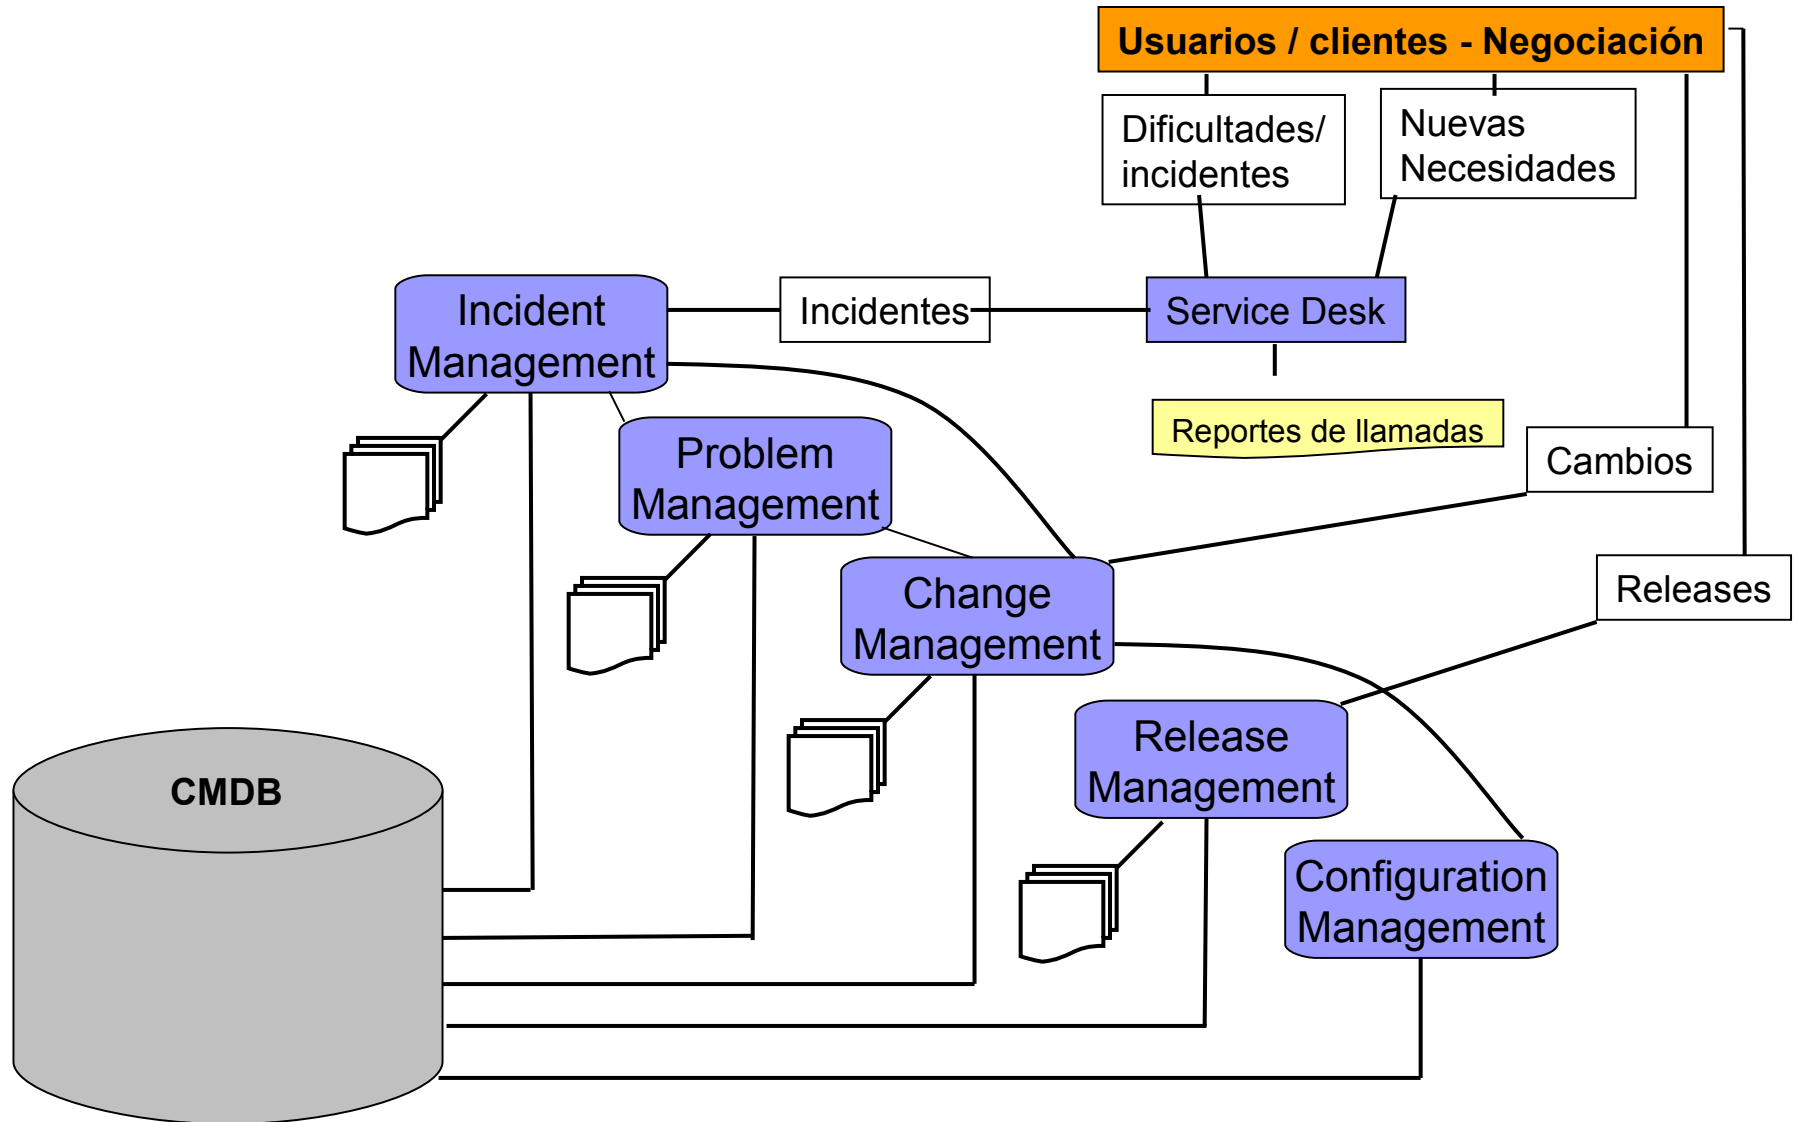 Usuarios / clientes - Negociación
Dificultades/
incidentes
Nuevas
Necesidades
Incident
Management
Incidentes
Service Desk
Reportes de llamadas
Problem
Management
Cambios
Change
Management
Releases
Release
Management
CMDB
Configuration
Management